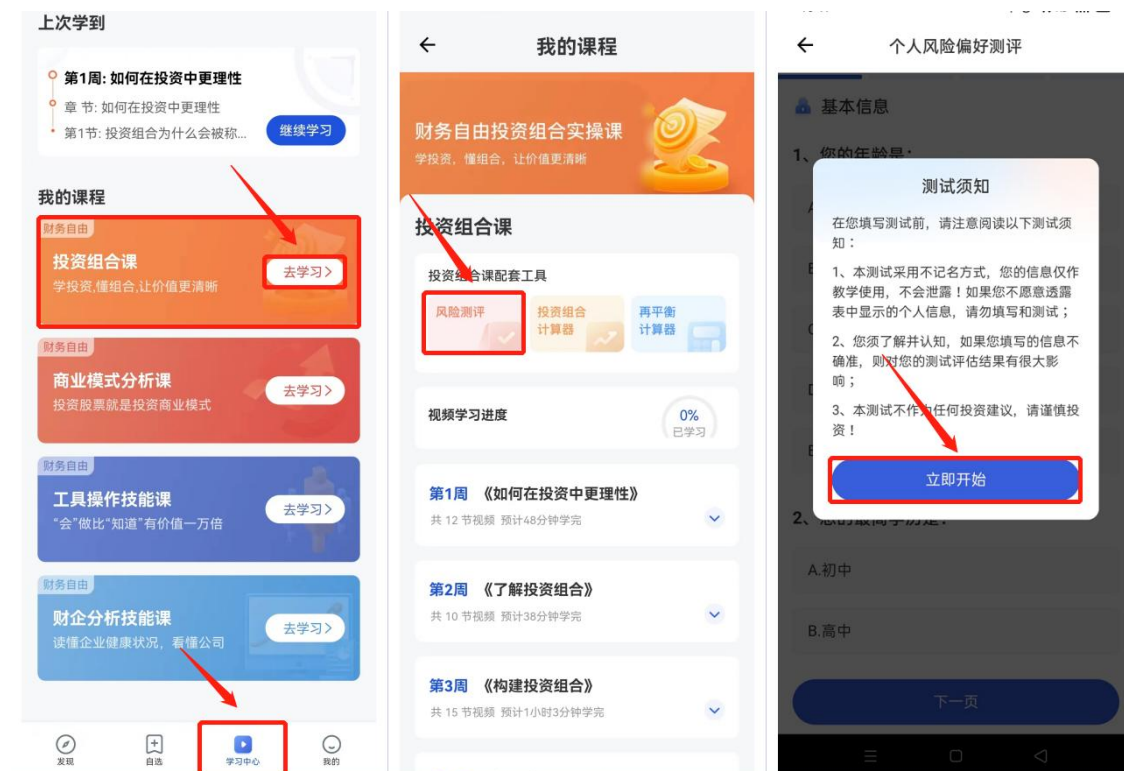 上次学到
第1周: 如何在投资中更理性
章 节: 如何在投资中更理性
第1节: 投资组合为什么会被称...
继续学习
我的课程
财务自由
投资组合课
学投资,懂组合,让价值更清晰
去学习>
财务自由
商业模式分析课
投资股票就是投资商业模式
去学习>
财务自由
工具操作技能课
“会”做比“知道”有价值一万倍
去学习>
财务自由
财企分析技能课
读懂企业健康状况，看懂公司
去学习>
发现
自选
学习中心
我的
我的课程
财务自由投资组合实操课
学投资，懂组合，让价值更清晰
投资组合课
投资组合课配套工具
风险测评
投资组合
计算器
再平衡
计算器
视频学习进度
0%
已学习
第1周 《如何在投资中更理性》
共 12 节视频 预计48分钟学完
第2周 《了解投资组合》
共 10 节视频 预计38分钟学完
第3周 《构建投资组合》
共 15 节视频 预计1小时3分钟学完
个人风险偏好测评
基本信息
1、您的年龄是：
测试须知
在您填写测试前，请注意阅读以下测试须
知：
1、本测试采用不记名方式，您的信息仅作
教学使用，不会泄露！如果您不愿意透露
表中显示的个人信息，请勿填写和测试；
2、您须了解并认知，如果您填写的信息不
确准，则对您的测试评估结果有很大影
响；
3、本测试不作为任何投资建议，请谨慎投
资！
立即开始
2、您的最高学历是：
A.初中
B.高中
下一页